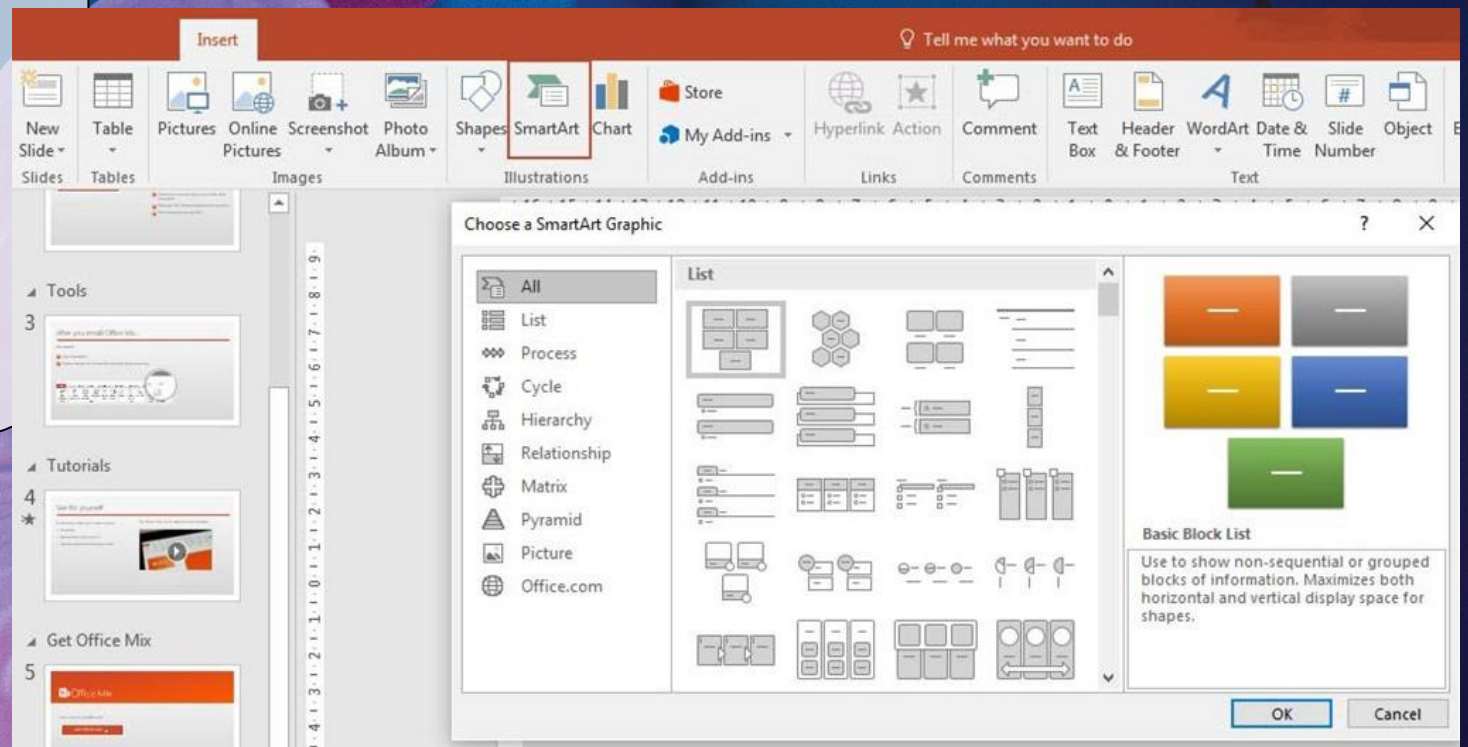 Insert
Tell me what you want to do
New Slide
Table
Pictures
Online Pictures
Screenshot
Photo Album
Shapes
SmartArt
Chart
Store
My Add-ins
Hyperlink
Action
Comment
Text Box
Header & Footer
WordArt
Date & Time
Slide Number
Object
Slides
Tables
Images
Illustrations
Add-ins
Links
Comments
Text
Tools
3
Tutorials
4
Get Office Mix
5
Office Mix
Choose a SmartArt Graphic
?
All
List
Process
Cycle
Hierarchy
Relationship
Matrix
Pyramid
Picture
Office.com
List
Basic Block List
Use to show non-sequential or grouped
blocks of information. Maximizes both
horizontal and vertical display space for
shapes.
OK
Cancel